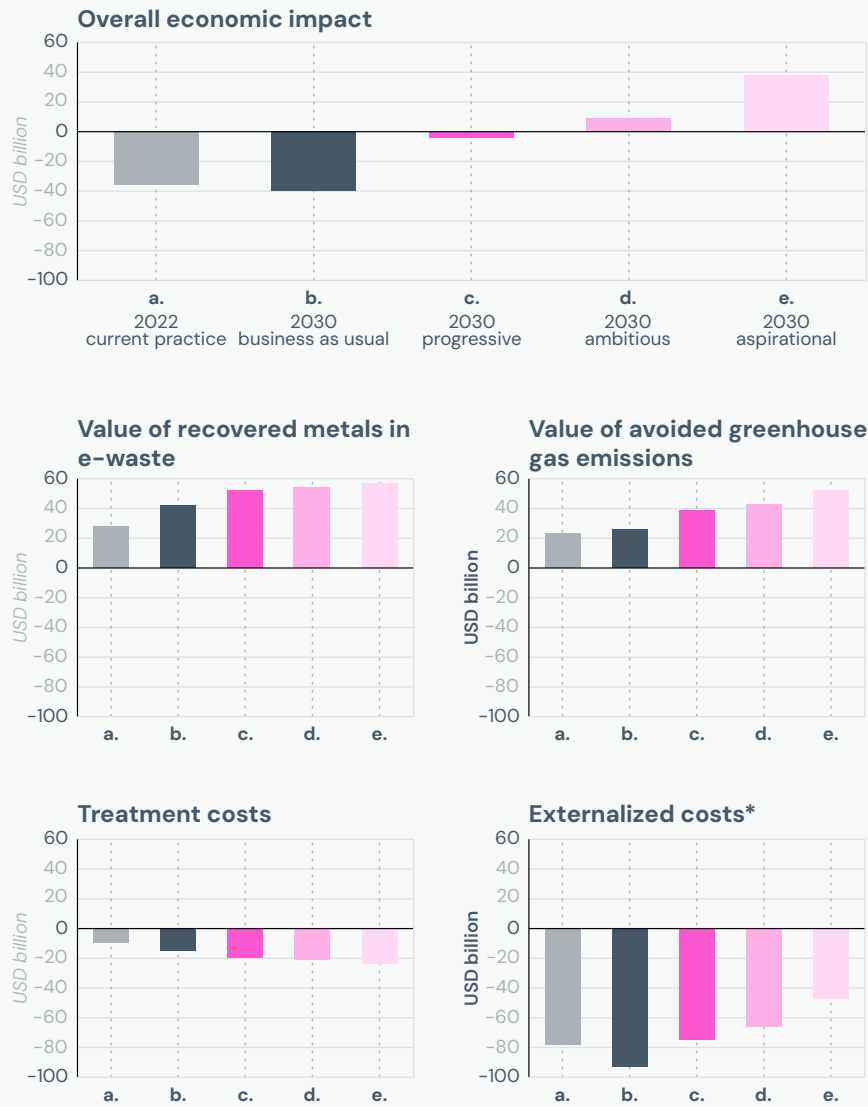 Overall economic impact
60
40
20
0
-20
-40
-60
-80
-100
USD billion
a.
2022
current practice
b.
2030
business as usual
c.
2030
progressive
d.
2030
ambitious
e.
2030
aspirational
Value of recovered metals in
e-waste
60
40
20
0
-20
-40
-60
-80
-100
USD billion
a. b. c. d. e.
Value of avoided greenhouse
gas emissions
60
40
20
0
-20
-40
-60
-80
-100
USD billion
a. b. c. d. e.
Treatment costs
60
40
20
0
-20
-40
-60
-80
-100
USD billion
a. b. c. d. e.
Externalized costs*
60
40
20
0
-20
-40
-60
-80
-100
USD billion
a. b. c. d. e.